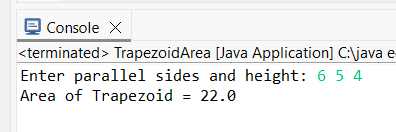 Console
<terminated> TrapezoidArea [Java Application] C:\java e
Enter parallel sides and height: 6 5 4
Area of Trapezoid = 22.0